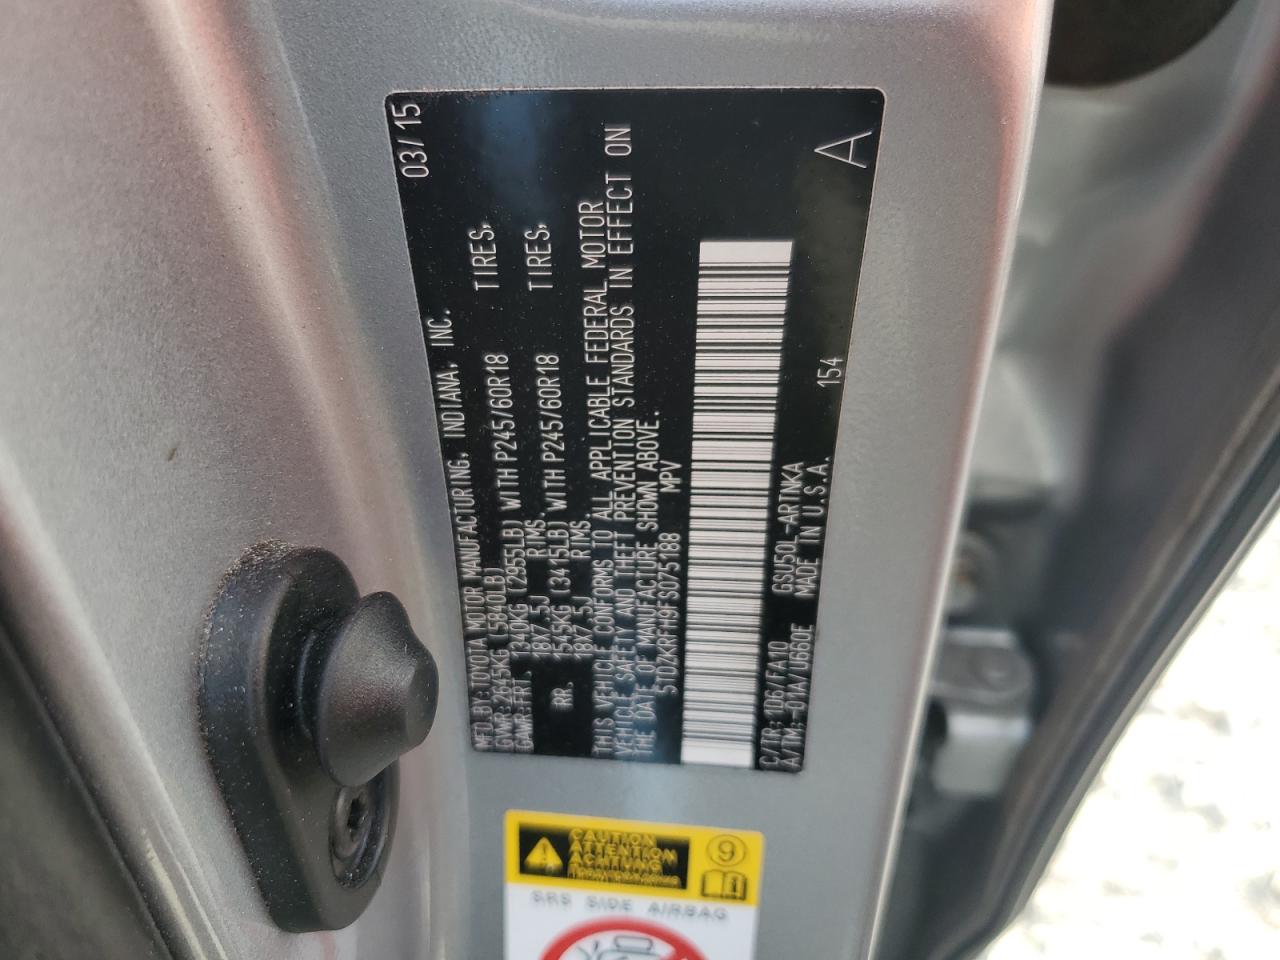 MFD.BY:TOYOTA MOTOR MANUFACTURING, INDIANA, INC. 03/15
GVWR:2645KG (5840LB)
GAWR:FRT. 1340KG (2955LB) WITH P245/60R18 TIRES,
18X7.5J RIMS.
RR. 1545KG (3415LB) WITH P245/60R18 TIRES,
18X7.5J RIMS.
THIS VEHICLE CONFORMS TO ALL APPLICABLE FEDERAL MOTOR
VEHICLE SAFETY AND THEFT PREVENTION STANDARDS IN EFFECT ON
THE DATE OF MANUFACTURE SHOWN ABOVE.
5TDZKRFH9FS075188 MPV
C/TR:1D6/FA10 GSU50L-ARTNKA 154 A
A/TM:-01A/U660E MADE IN U.S.A.
CAUTION
ATTENTION
ACHTUNG
9
SRS SIDE AIRBAG